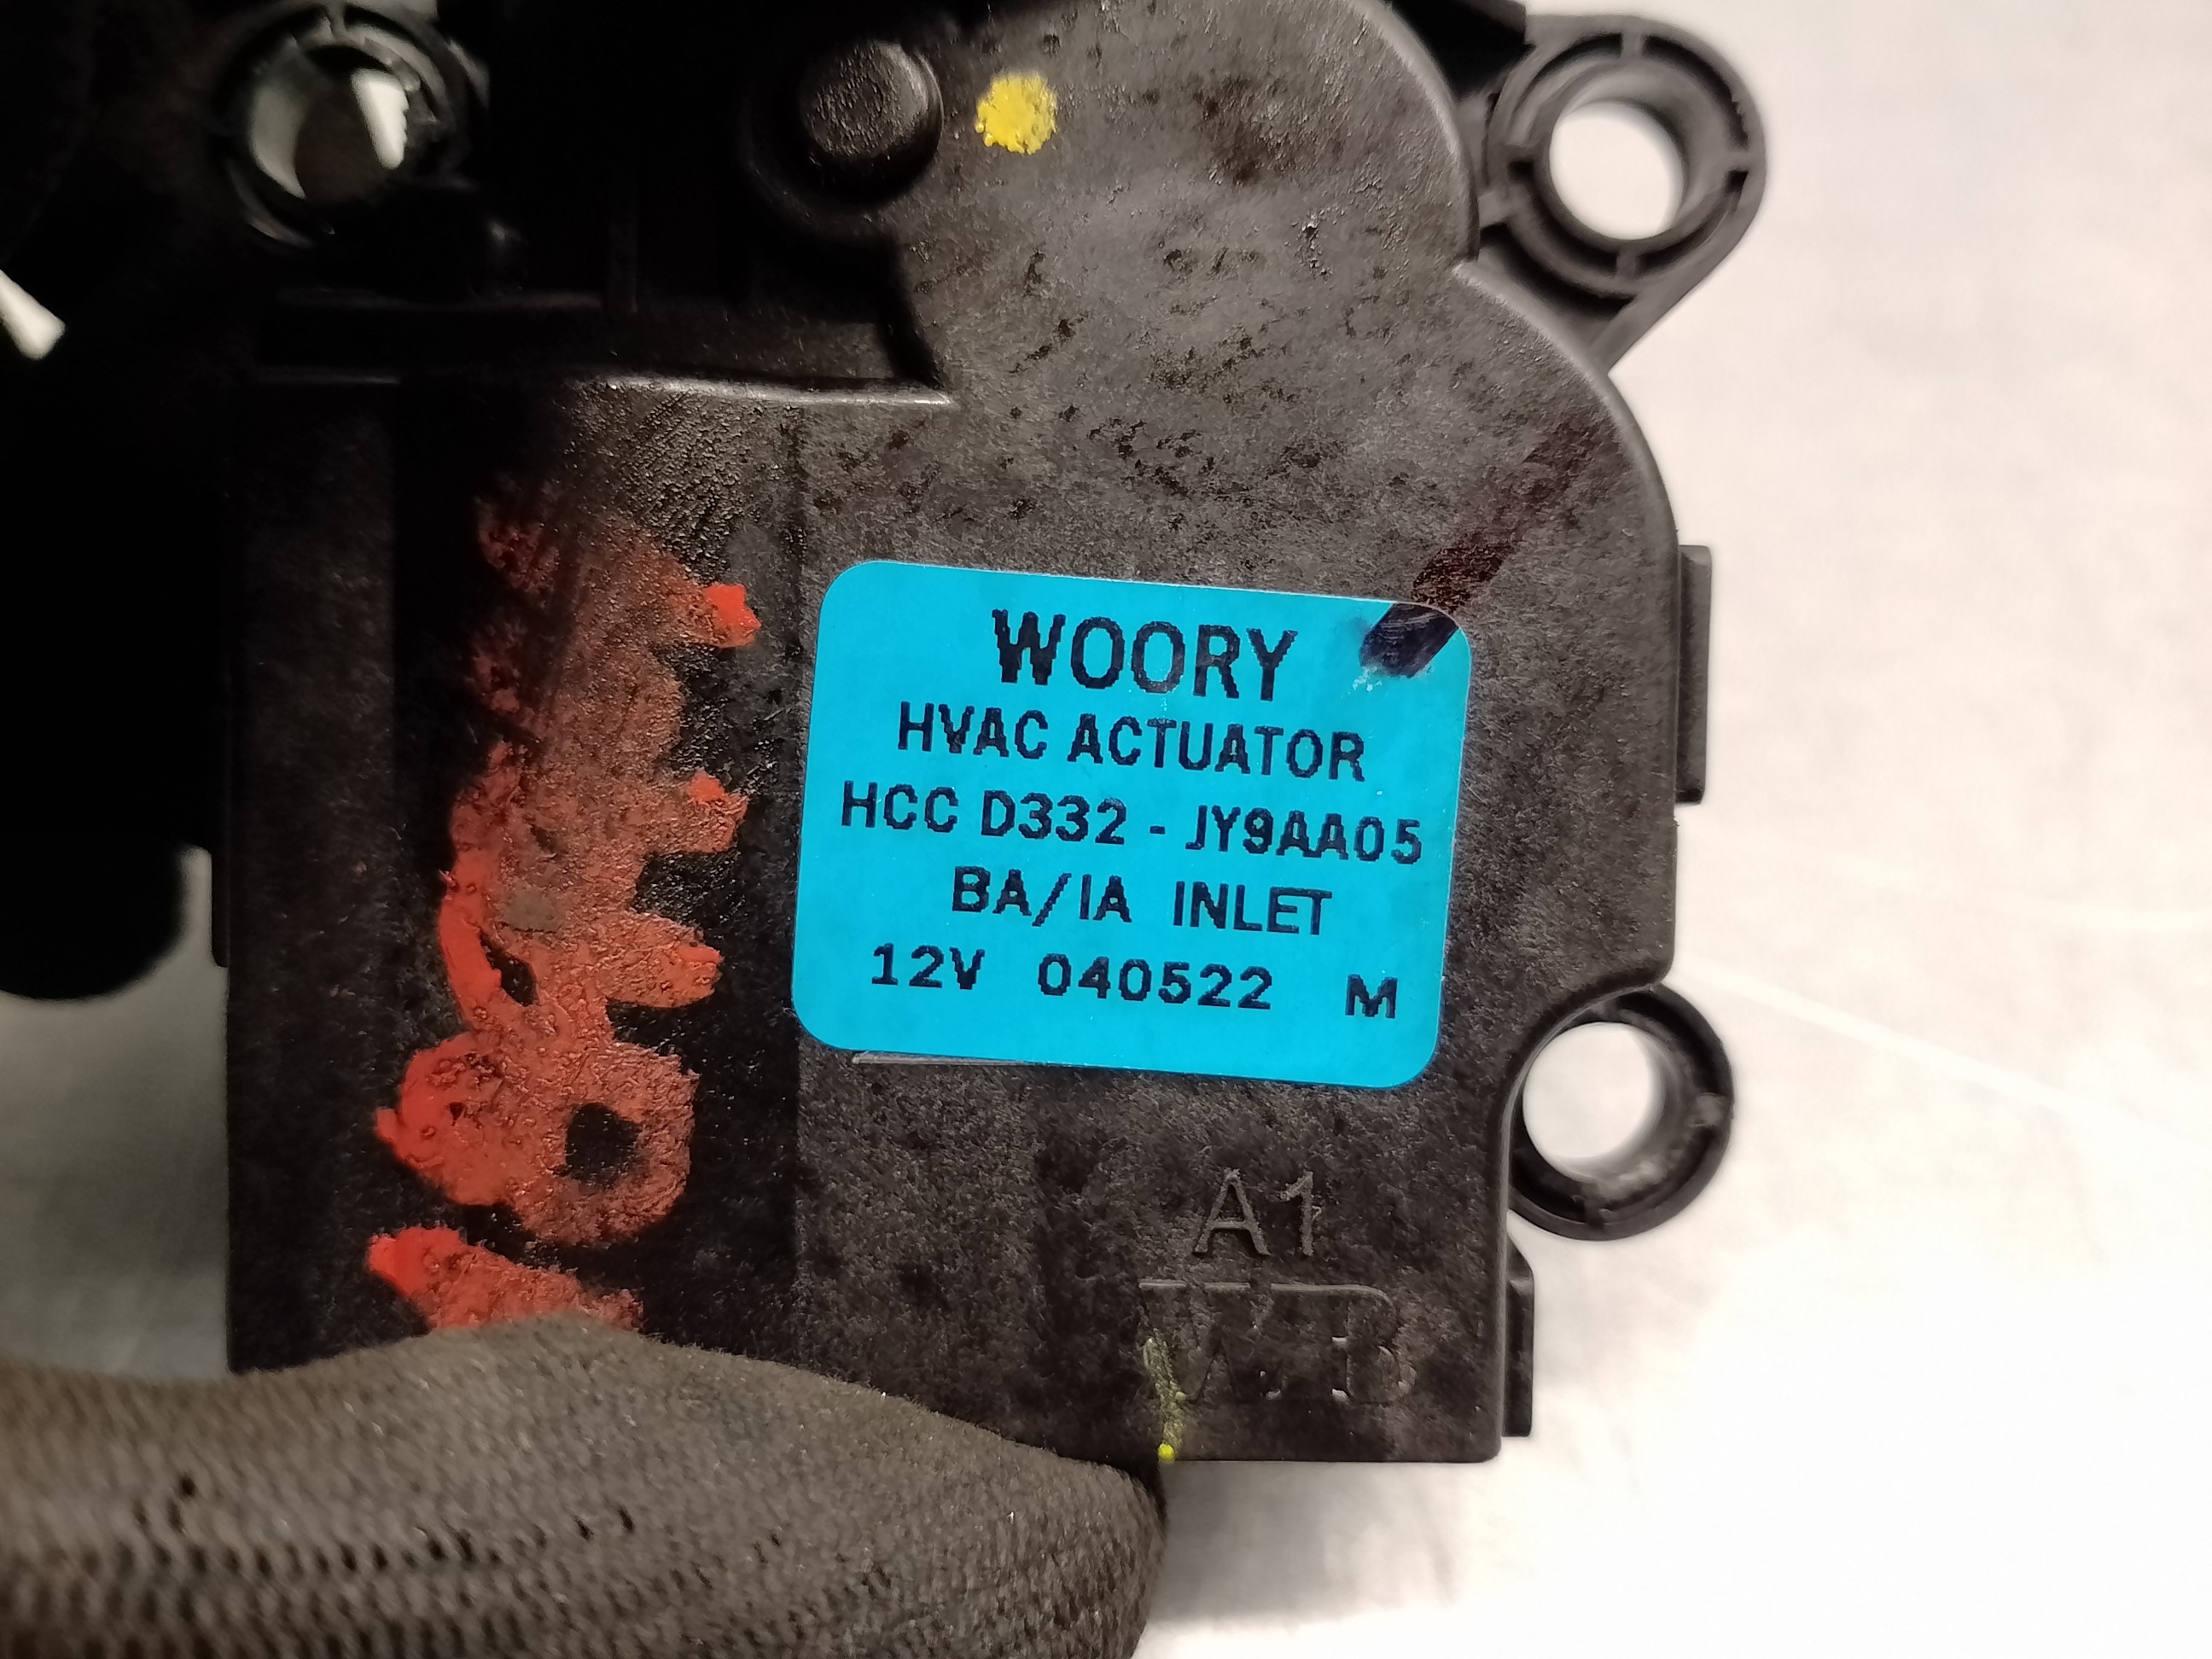 WOORY
HVAC ACTUATOR
HCC D332 - JY9AA05
BA/IA INLET
12V 040522 M
A1